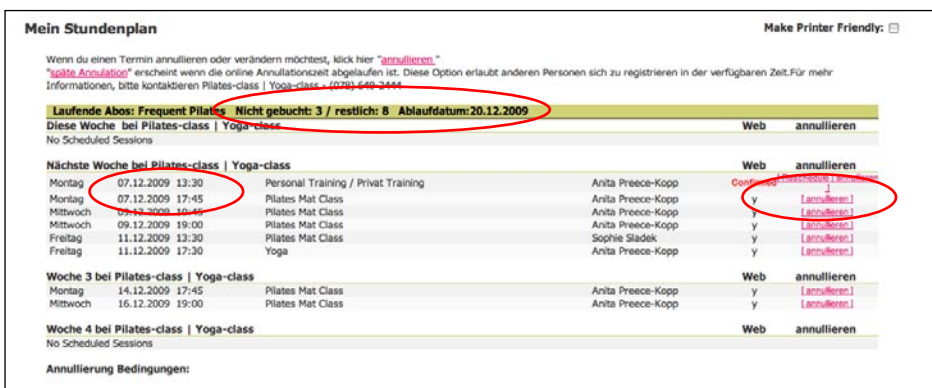 Mein Stundenplan Make Printer Friendly:
Wenn du einen Termin annullieren oder verändern möchtest, klick hier "annullieren."
"späte Annulation" erscheint wenn die online Annullationszeit abgelaufen ist. Diese Option erlaubt anderen Personen sich zu registrieren in der verfügbaren Zeit.Für mehr
Informationen, bitte kontaktieren Pilates-class | Yoga-class - (078) 649-2444
Laufende Abos: Frequent Pilates Nicht gebucht: 3 / restlich: 8 Ablaufdatum:20.12.2009
Diese Woche bei Pilates-class | Yoga-class Web annullieren
No Scheduled Sessions
Nächste Woche bei Pilates-class | Yoga-class Web annullieren
Montag 07.12.2009 13:30 Personal Training / Privat Training Anita Preece-Kopp Confirmed annullieren ]
Montag 07.12.2009 17:45 Pilates Mat Class Anita Preece-Kopp y [ annullieren ]
Mittwoch 09.12.2009 Pilates Mat Class Anita Preece-Kopp y [ annullieren ]
Mittwoch 09.12.2009 19:00 Pilates Mat Class Anita Preece-Kopp y [ annullieren ]
Freitag 11.12.2009 13:30 Pilates Mat Class Sophie Sladek y [ annullieren ]
Freitag 11.12.2009 17:30 Yoga Anita Preece-Kopp y [ annullieren ]
Woche 3 bei Pilates-class | Yoga-class Web annullieren
Montag 14.12.2009 17:45 Pilates Mat Class Anita Preece-Kopp y [ annullieren ]
Mittwoch 16.12.2009 19:00 Pilates Mat Class Anita Preece-Kopp y [ annullieren ]
Woche 4 bei Pilates-class | Yoga-class Web annullieren
No Scheduled Sessions
Annullierung Bedingungen: